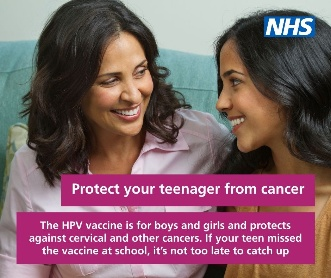 NHS
Protect your teenager from cancer
The HPV vaccine is for boys and girls and protects
against cervical and other cancers. If your teen missed
the vaccine at school, it's not too late to catch up